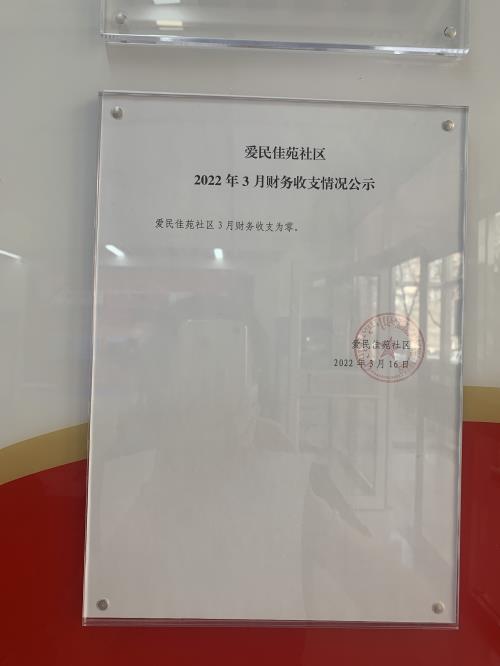 爱民佳苑社区
2022 年 3 月财务收支情况公示
爱民佳苑社区 3 月财务收支为零。
爱民佳苑社区
2022 年 3 月 16 日